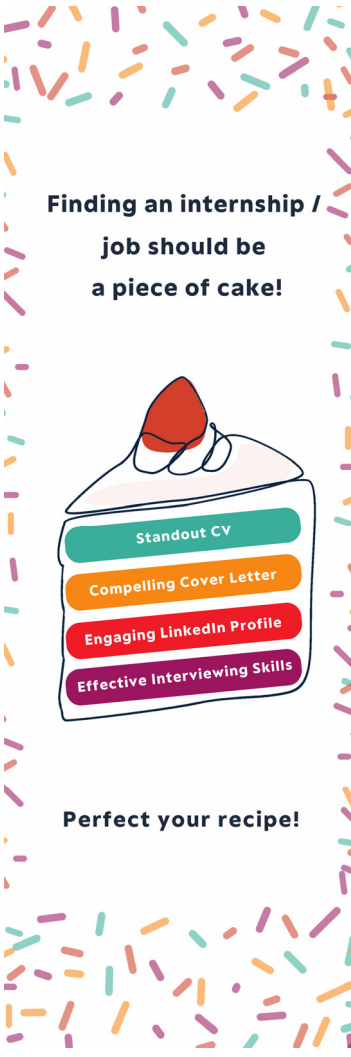 Finding an internship /
job should be
a piece of cake!
Standout CV
Compelling Cover Letter
Engaging LinkedIn Profile
Effective Interviewing Skills
Perfect your recipe!